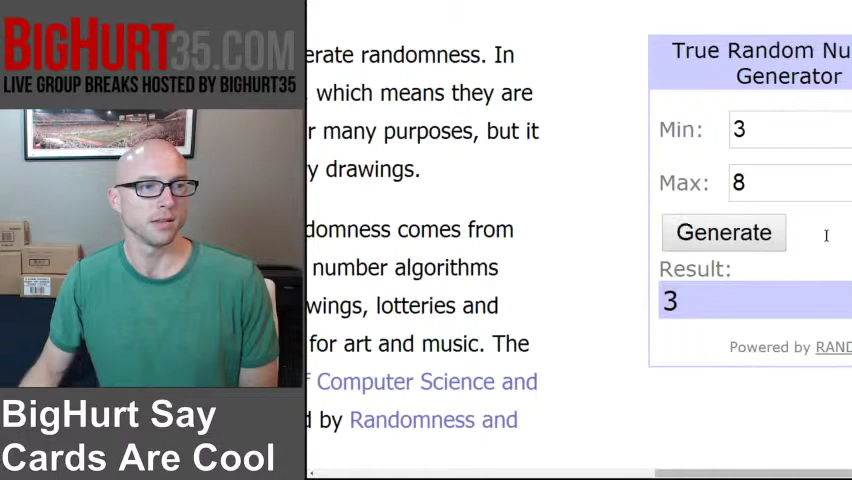 BIGHURT35.COM
LIVE GROUP BREAKS HOSTED BY BIGHURT35
BigHurt Say
Cards Are Cool
erate randomness. In
which means they are
r many purposes, but it
y drawings.
domness comes from
number algorithms
wings, lotteries and
for art and music. The
f Computer Science and
d by Randomness and
True Random Nu
Generator
Min: 3
Max: 8
Generate
Result:
3
Powered by RAND